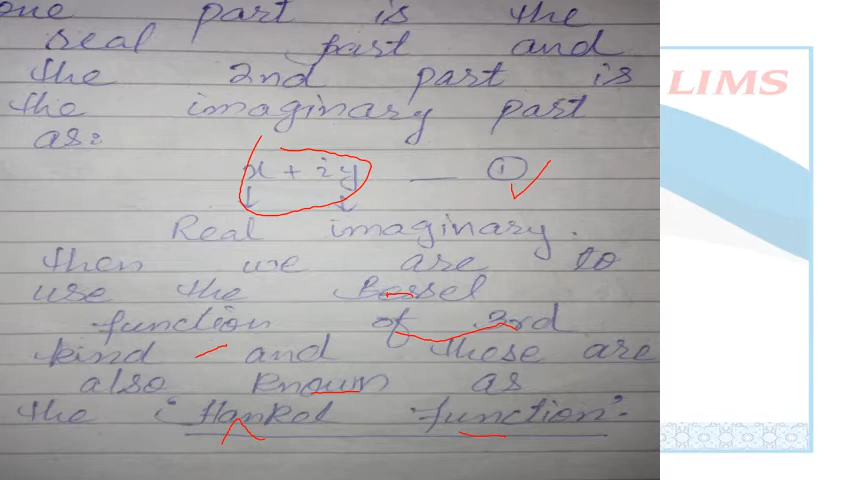 one part is the
real part and
the 2nd part is
the imaginary part
as:
x + iy — ①
Real imaginary.
then we are to
use the Bessel
function of 3rd
kind and these are
also known as
the "Hankel function".
LIMS